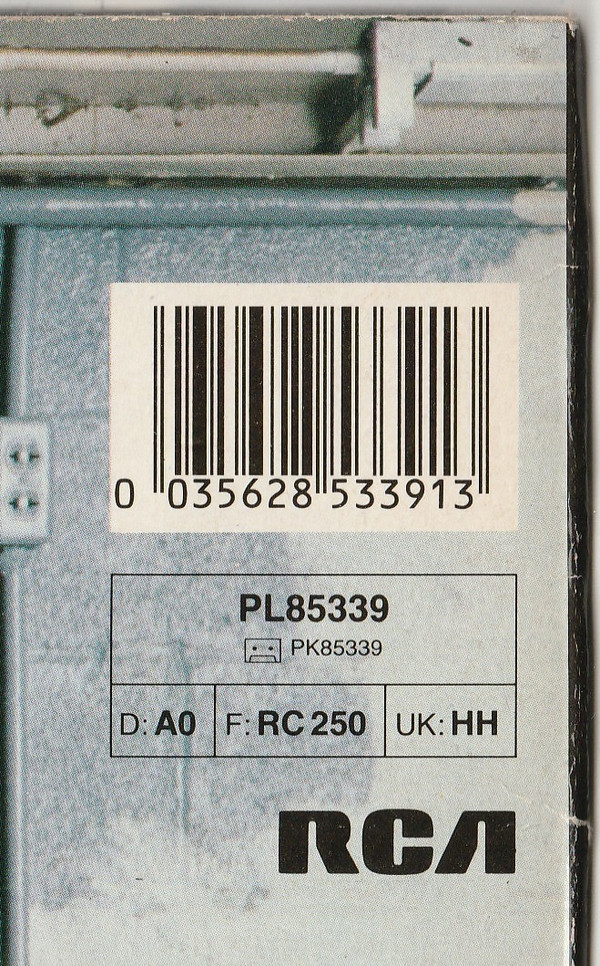 0 035628 533913
PL85339
PK85339
D: A0 F: RC 250 UK: HH
RCA